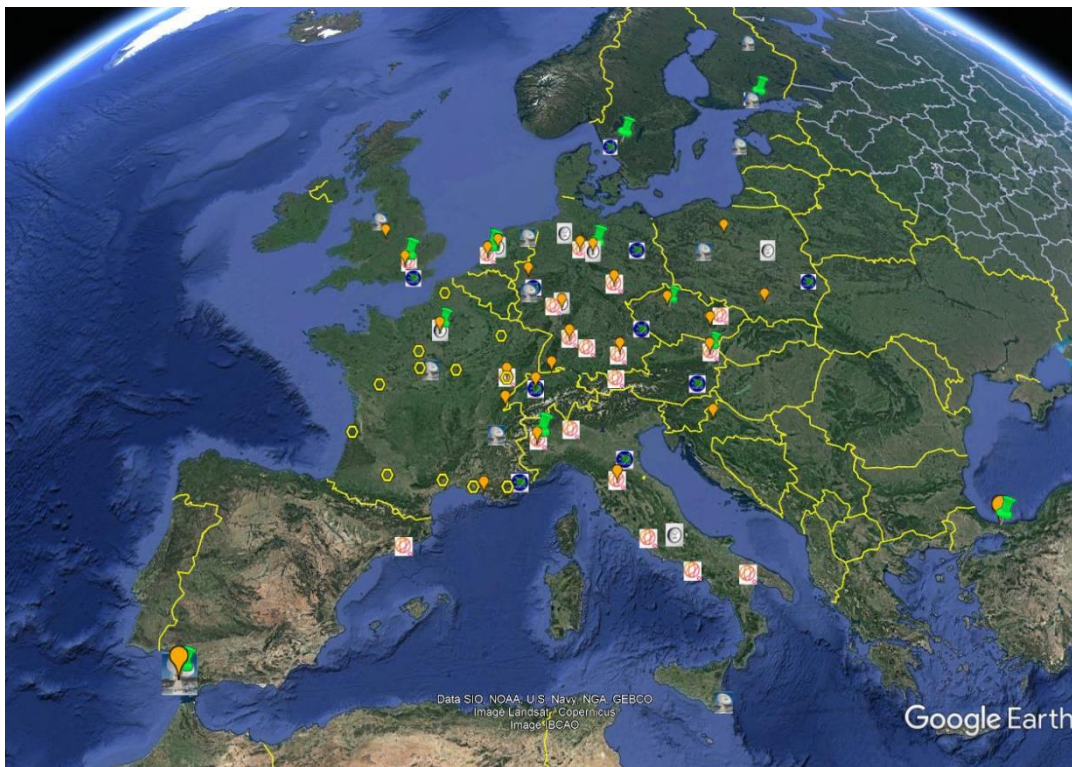 Data SIO, NOAA, U.S. Navy, NGA, GEBCO
Image Landsat / Copernicus
Image IBCAO
Google Earth